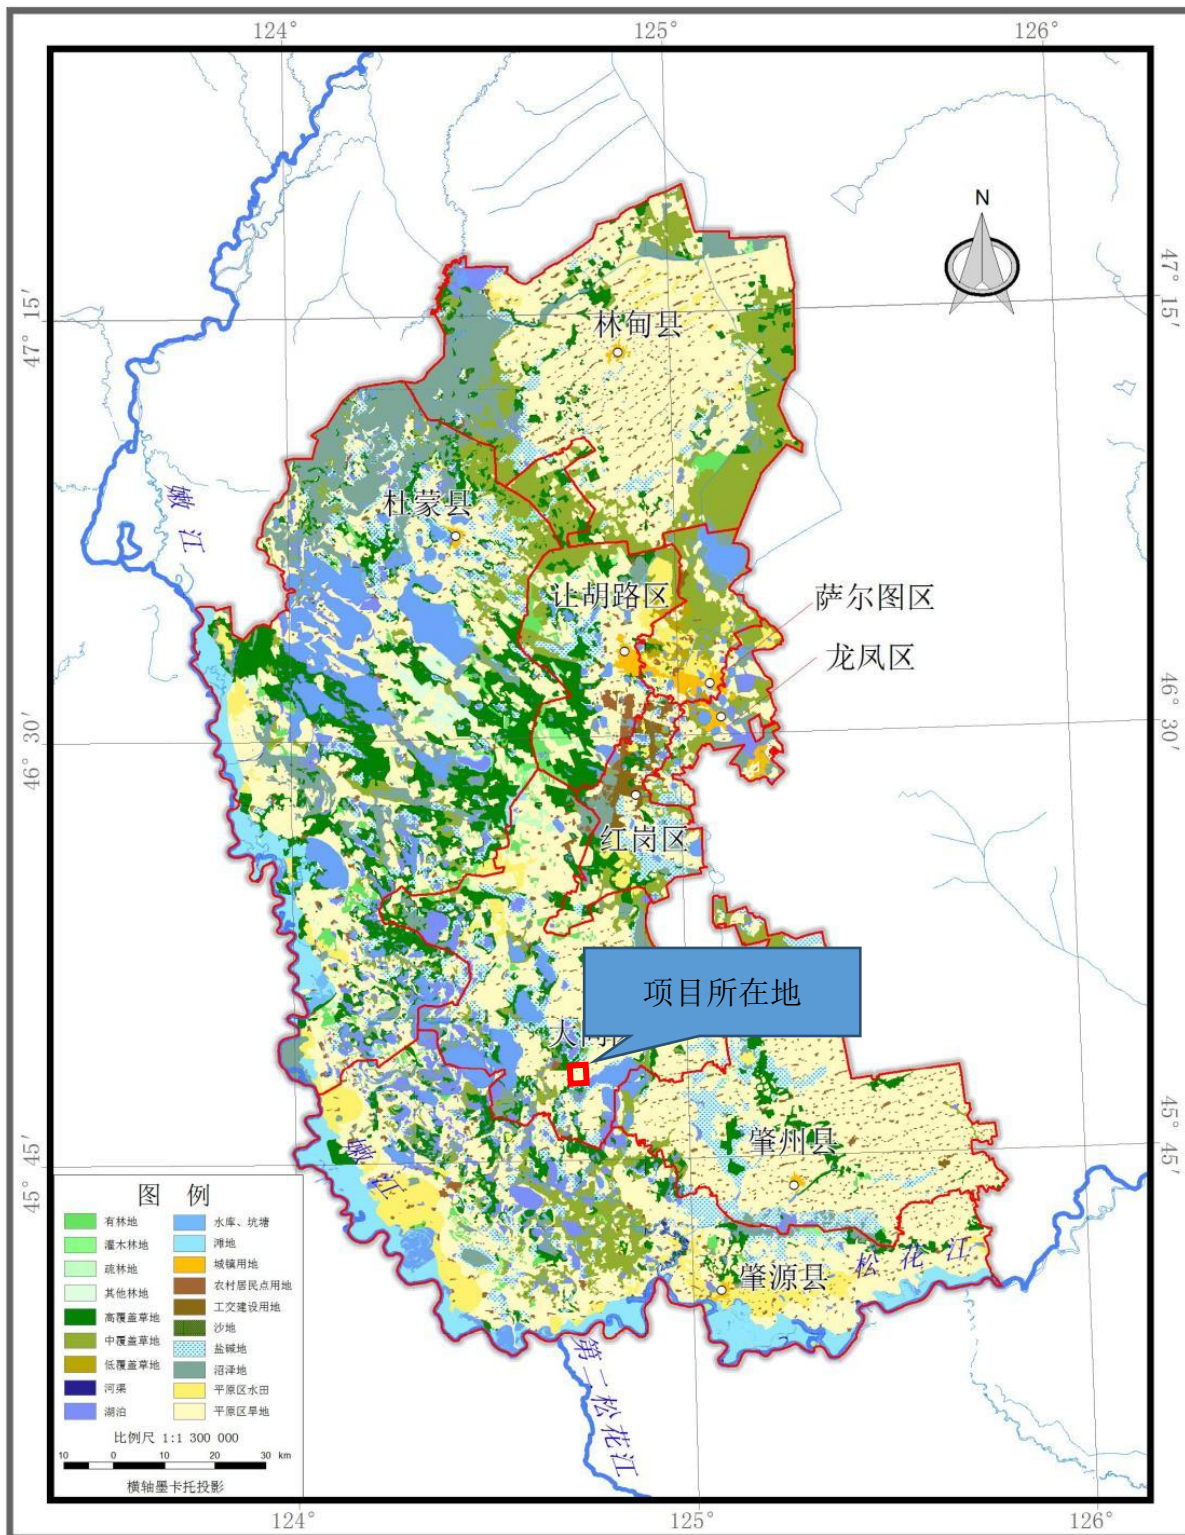 124°
125°
126°
N
47° 15′
47° 15′
林甸县
杜蒙县
嫩江
让胡路区
萨尔图区
龙凤区
46° 30′
46° 30′
红岗区
项目所在地
45° 45′
45° 45′
肇州县
嫩江
肇源县
松花江
第二松花江
图 例
有林地
灌木林地
疏林地
其他林地
高覆盖草地
中覆盖草地
低覆盖草地
河渠
湖泊
水库、坑塘
滩地
城镇用地
农村居民点用地
工交建设用地
沙地
盐碱地
沼泽地
平原区水田
平原区旱地
比例尺 1:1 300 000
10 0 10 20 30 km
横轴墨卡托投影
124°
125°
126°